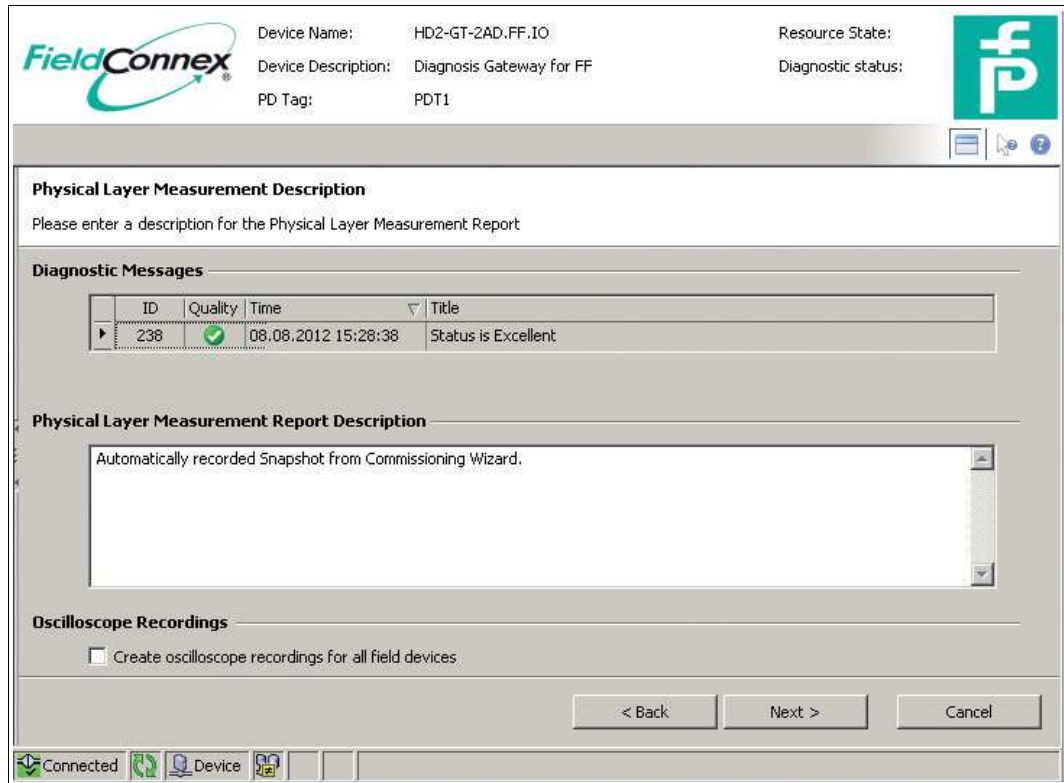 FieldConnex®
Device Name: HD2-GT-2AD.FF.IO Resource State:
Device Description: Diagnosis Gateway for FF Diagnostic status:
PD Tag: PDT1
Physical Layer Measurement Description
Please enter a description for the Physical Layer Measurement Report
Diagnostic Messages
ID Quality Time Title
238 08.08.2012 15:28:38 Status is Excellent
Physical Layer Measurement Report Description
Automatically recorded Snapshot from Commissioning Wizard.
Oscilloscope Recordings
Create oscilloscope recordings for all field devices
< Back Next > Cancel
Connected Device